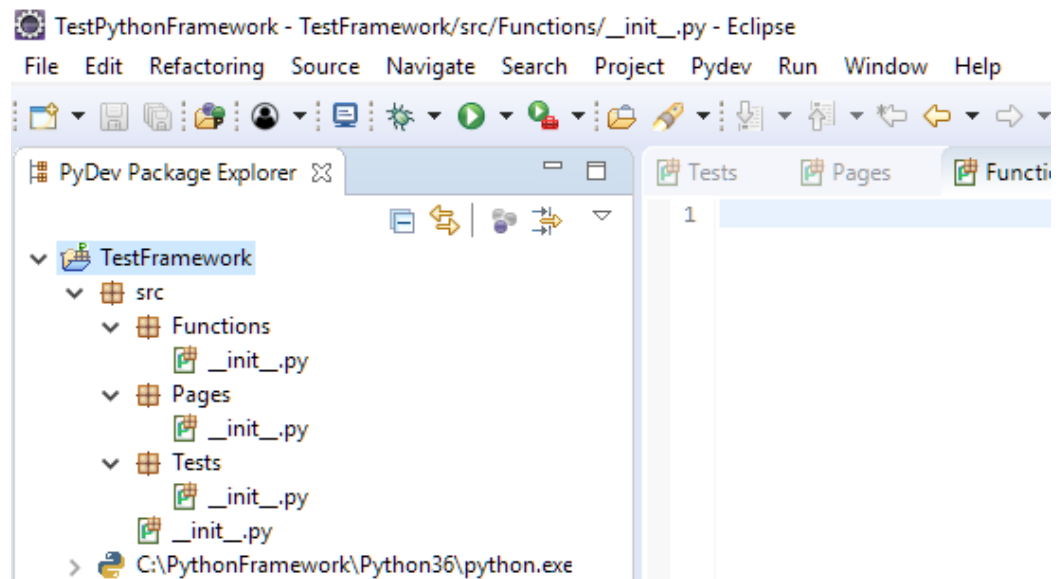 TestPythonFramework - TestFramework/src/Functions/__init__.py - Eclipse
File Edit Refactoring Source Navigate Search Project Pydev Run Window Help
PyDev Package Explorer
Tests Pages Functi
1
TestFramework
src
Functions
__init__.py
Pages
__init__.py
Tests
__init__.py
__init__.py
C:\PythonFramework\Python36\python.exe